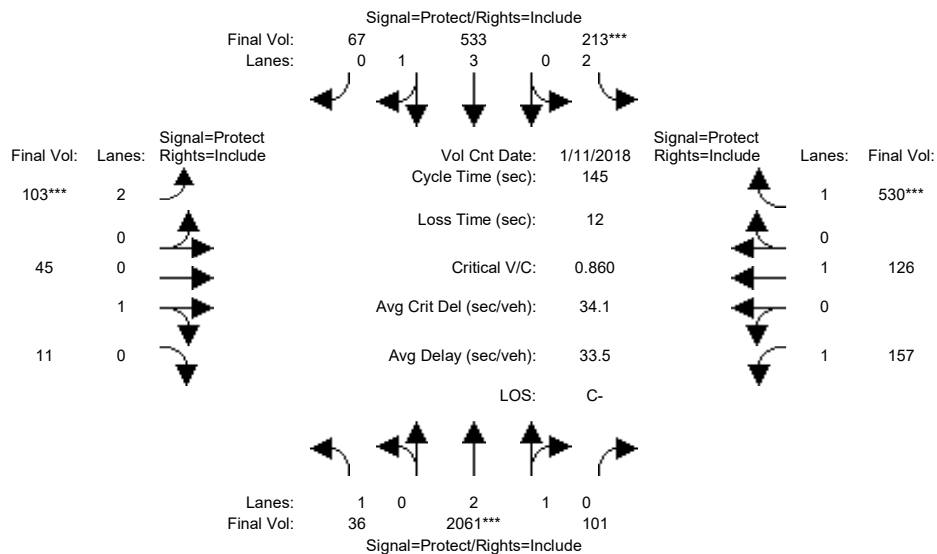 Signal=Protect/Rights=Include
Final Vol: 67 533 213***
Lanes: 0 1 3 0 2
Signal=Protect
Final Vol: Lanes: Rights=Include
Vol Cnt Date: 1/11/2018
Signal=Protect
Rights=Include Lanes: Final Vol:
Cycle Time (sec): 145
103*** 2
1 530***
Loss Time (sec): 12
0
0
45 0
Critical V/C: 0.860
1 126
1
Avg Crit Del (sec/veh): 34.1
0
11 0
Avg Delay (sec/veh): 33.5
1 157
LOS: C-
Lanes: 1 0 2 1 0
Final Vol: 36 2061*** 101
Signal=Protect/Rights=Include